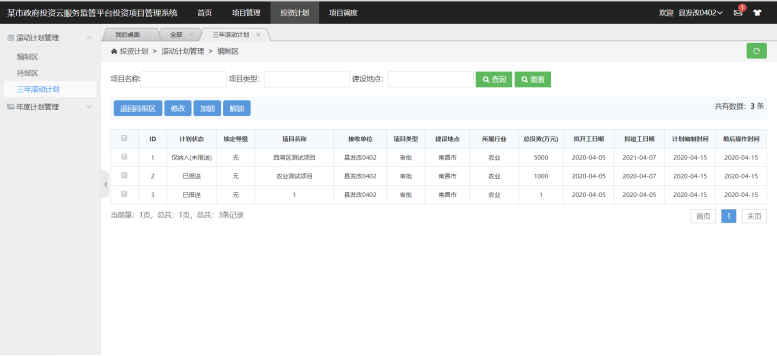 某市政府投资云服务监管平台投资项目管理系统 首页 项目管理 投资计划 项目调度 欢迎 县发改0402 1
滚动计划管理
编制区
待报区
三年滚动计划
年度计划管理
我的桌面 全部 × 三年滚动计划 ×
投资计划 > 滚动计划管理 > 编制区
项目名称: 项目类型: 建设地点: 查询 重置
退回待报区 修改 加锁 解锁 共有数据: 3 条
ID 计划状态 锁定等级 项目名称 接收单位 项目类型 建设地点 所属行业 总投资(万元) 拟开工日期 拟竣工日期 计划编制时间 最后操作时间
1 仅纳入(未报送) 无 西湖区测试项目 县发改0402 审批 南昌市 农业 5000 2020-04-05 2021-04-07 2020-04-15 2020-04-15
2 已报送 无 农业测试项目 县发改0402 审批 南昌市 农业 1000 2020-04-05 2020-04-07 2020-04-15 2020-04-15
3 已报送 无 1 县发改0402 审批 南昌市 农业 1 2020-04-05 2020-04-05 2020-04-15 2020-04-15
当前第: 1页, 总共: 1页, 总共: 3条记录 首页 1 末页